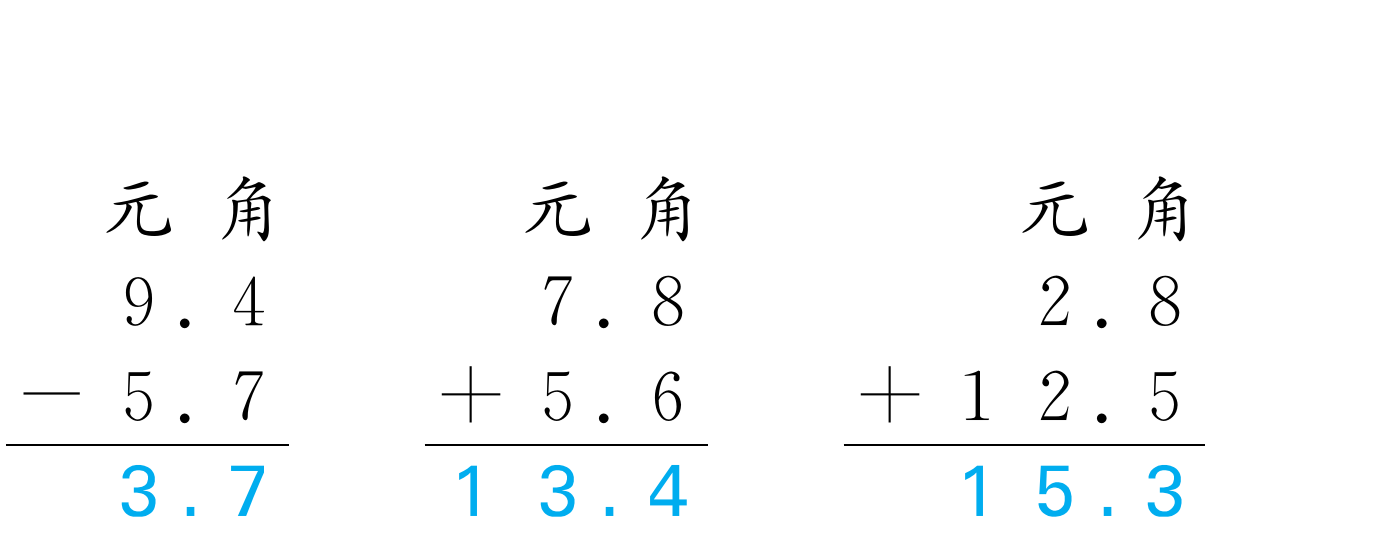 元 角 元 角 元 角
9.4 7.8 2.8
-5.7 +5.6 +12.5
3.7 13.4 15.3